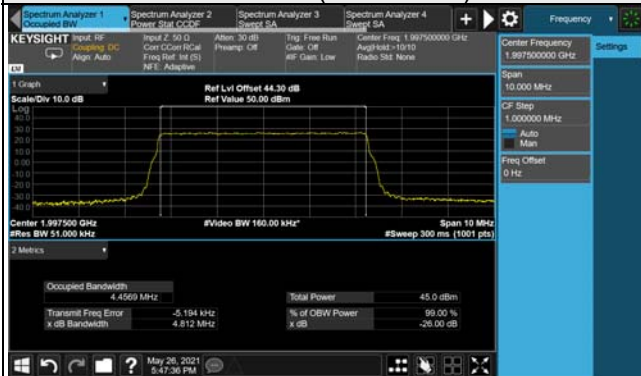 Spectrum Analyzer 1
Occupied BW
Spectrum Analyzer 2
Power Stat CCDF
Spectrum Analyzer 3
Swept SA
Spectrum Analyzer 4
Swept SA
+
Frequency
KEYSIGHT
Input: RF
Coupling: DC
Align: Auto
Input Z: 50 Ω
Corr CCorr RCal
Freq Ref: Int (S)
NFE: Adaptive
Atten: 30 dB
Preamp: Off
Trig: Free Run
Gate: Off
#IF Gain: Low
Center Freq: 1.997500000 GHz
Avg|Hold:>10/10
Radio Std: None
LM
Center Frequency
1.997500000 GHz
Settings
Span
10.000 MHz
CF Step
1.000000 MHz
Auto
Man
Freq Offset
0 Hz
1 Graph
Scale/Div 10.0 dB
Ref Lvl Offset 44.30 dB
Ref Value 50.00 dBm
Log
40.0
30.0
20.0
10.0
0.00
-10.0
-20.0
-30.0
-40.0
Center 1.997500 GHz
#Res BW 51.000 kHz
#Video BW 160.00 kHz*
Span 10 MHz
#Sweep 300 ms (1001 pts)
2 Metrics
Occupied Bandwidth
4.4569 MHz
Total Power 45.0 dBm
Transmit Freq Error -5.194 kHz
% of OBW Power 99.00 %
x dB Bandwidth 4.812 MHz
x dB -26.00 dB
?
May 26, 2021
5:47:36 PM